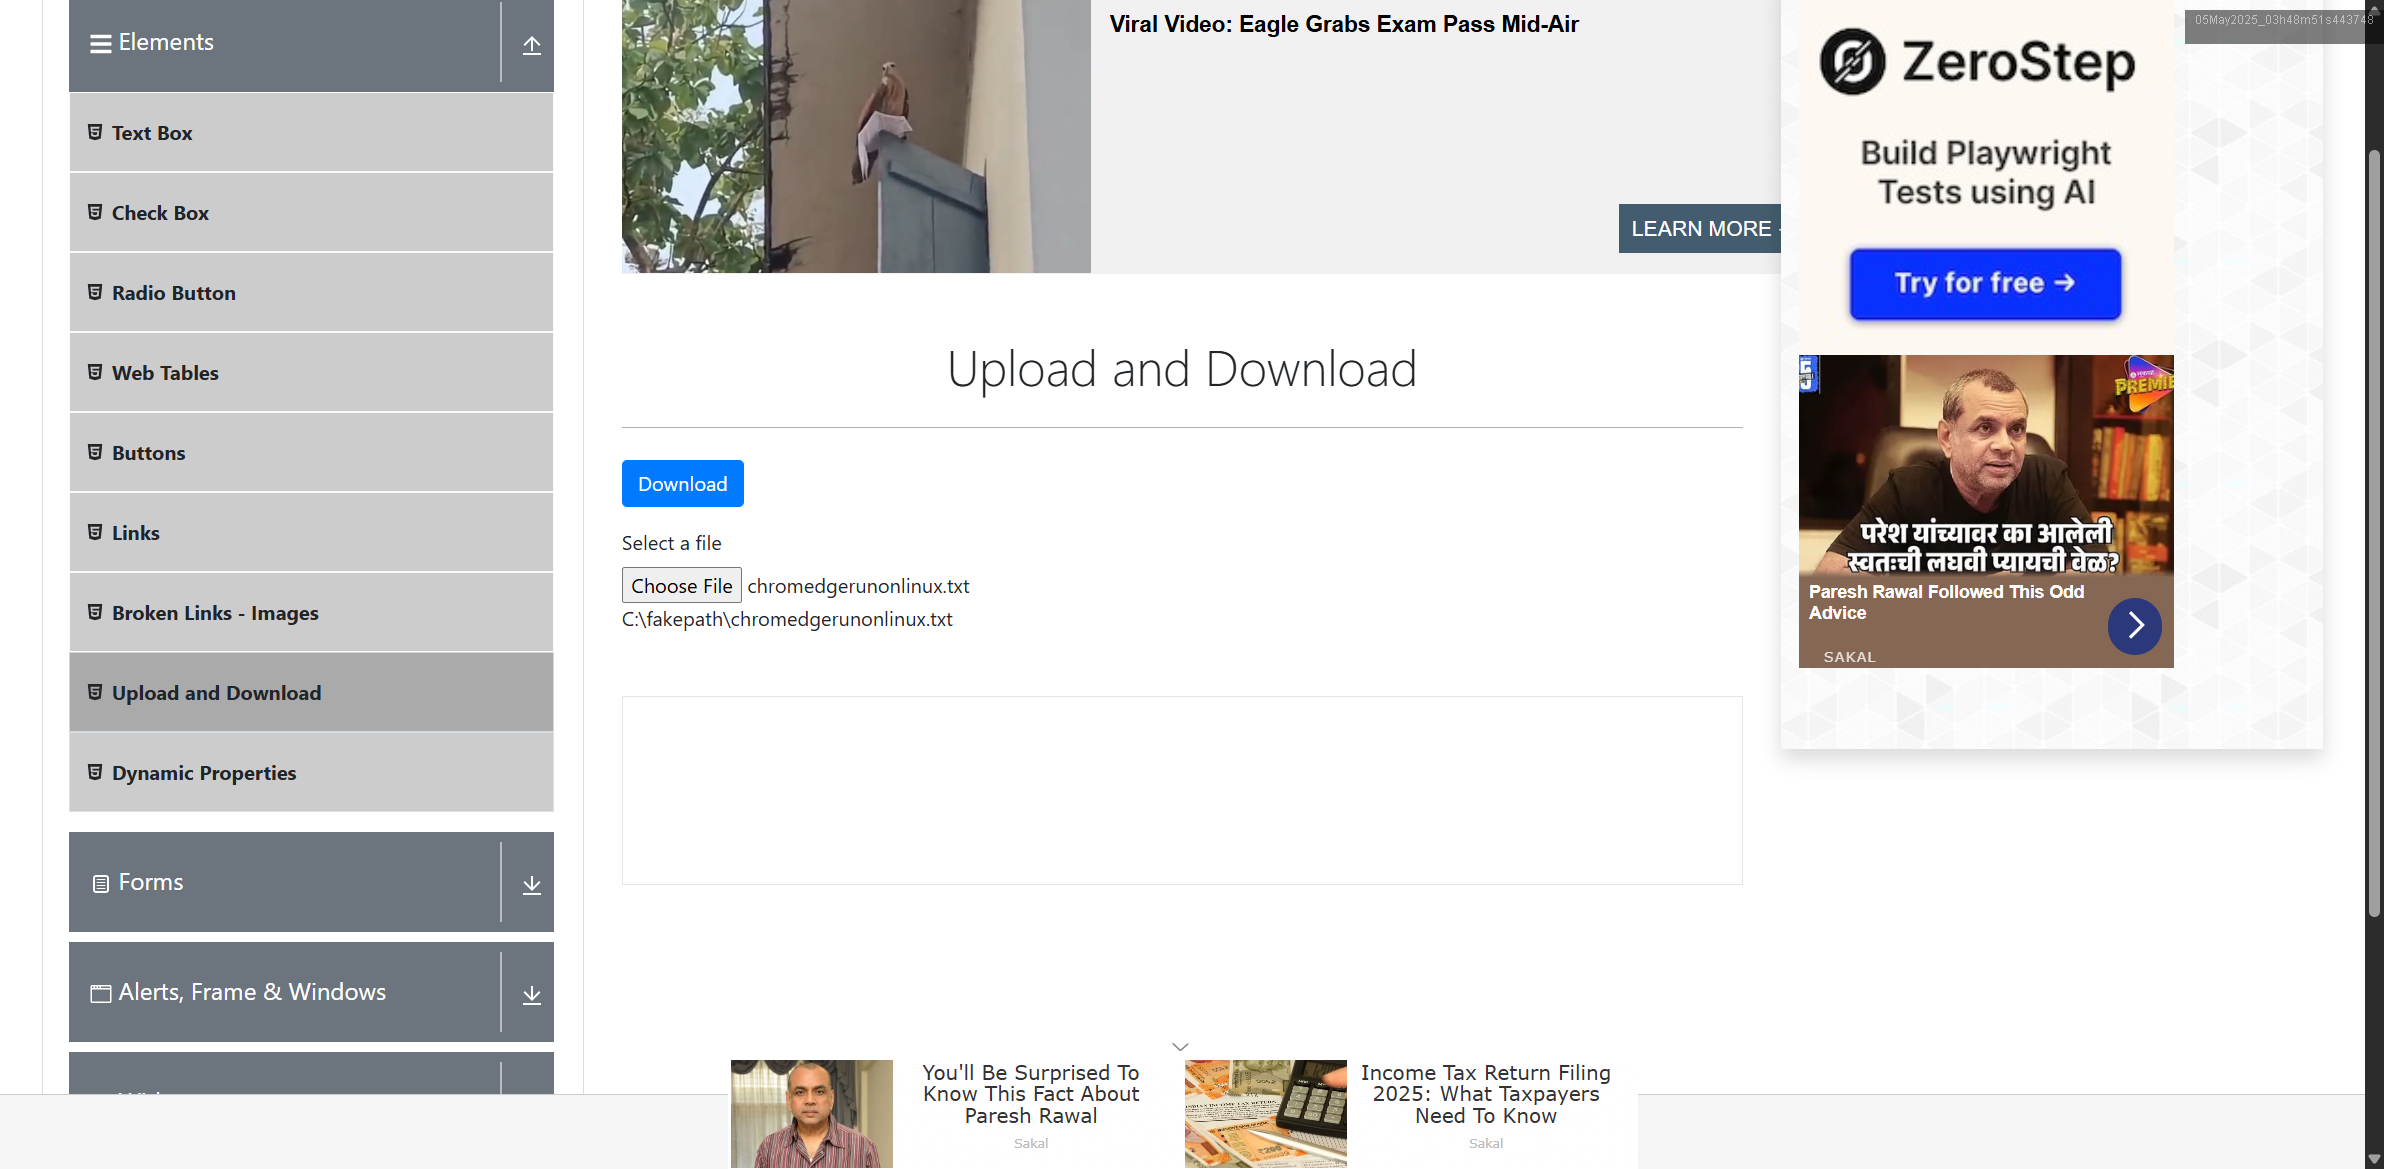 Elements
Text Box
Check Box
Radio Button
Web Tables
Buttons
Links
Broken Links - Images
Upload and Download
Dynamic Properties
Forms
Alerts, Frame & Windows
Viral Video: Eagle Grabs Exam Pass Mid-Air
LEARN MORE
Upload and Download
Download
Select a file
Choose File chromedgerunonlinux.txt
C:\fakepath\chromedgerunonlinux.txt
05May2025_03h48m51s443748
ZeroStep
Build Playwright
Tests using AI
Try for free →
PREMIE
परेश यांच्यावर का आलेली
स्वतःची लघवी प्यायची वेळ?
Paresh Rawal Followed This Odd
Advice
SAKAL
You'll Be Surprised To
Know This Fact About
Paresh Rawal
Sakal
Income Tax Return Filing
2025: What Taxpayers
Need To Know
Sakal